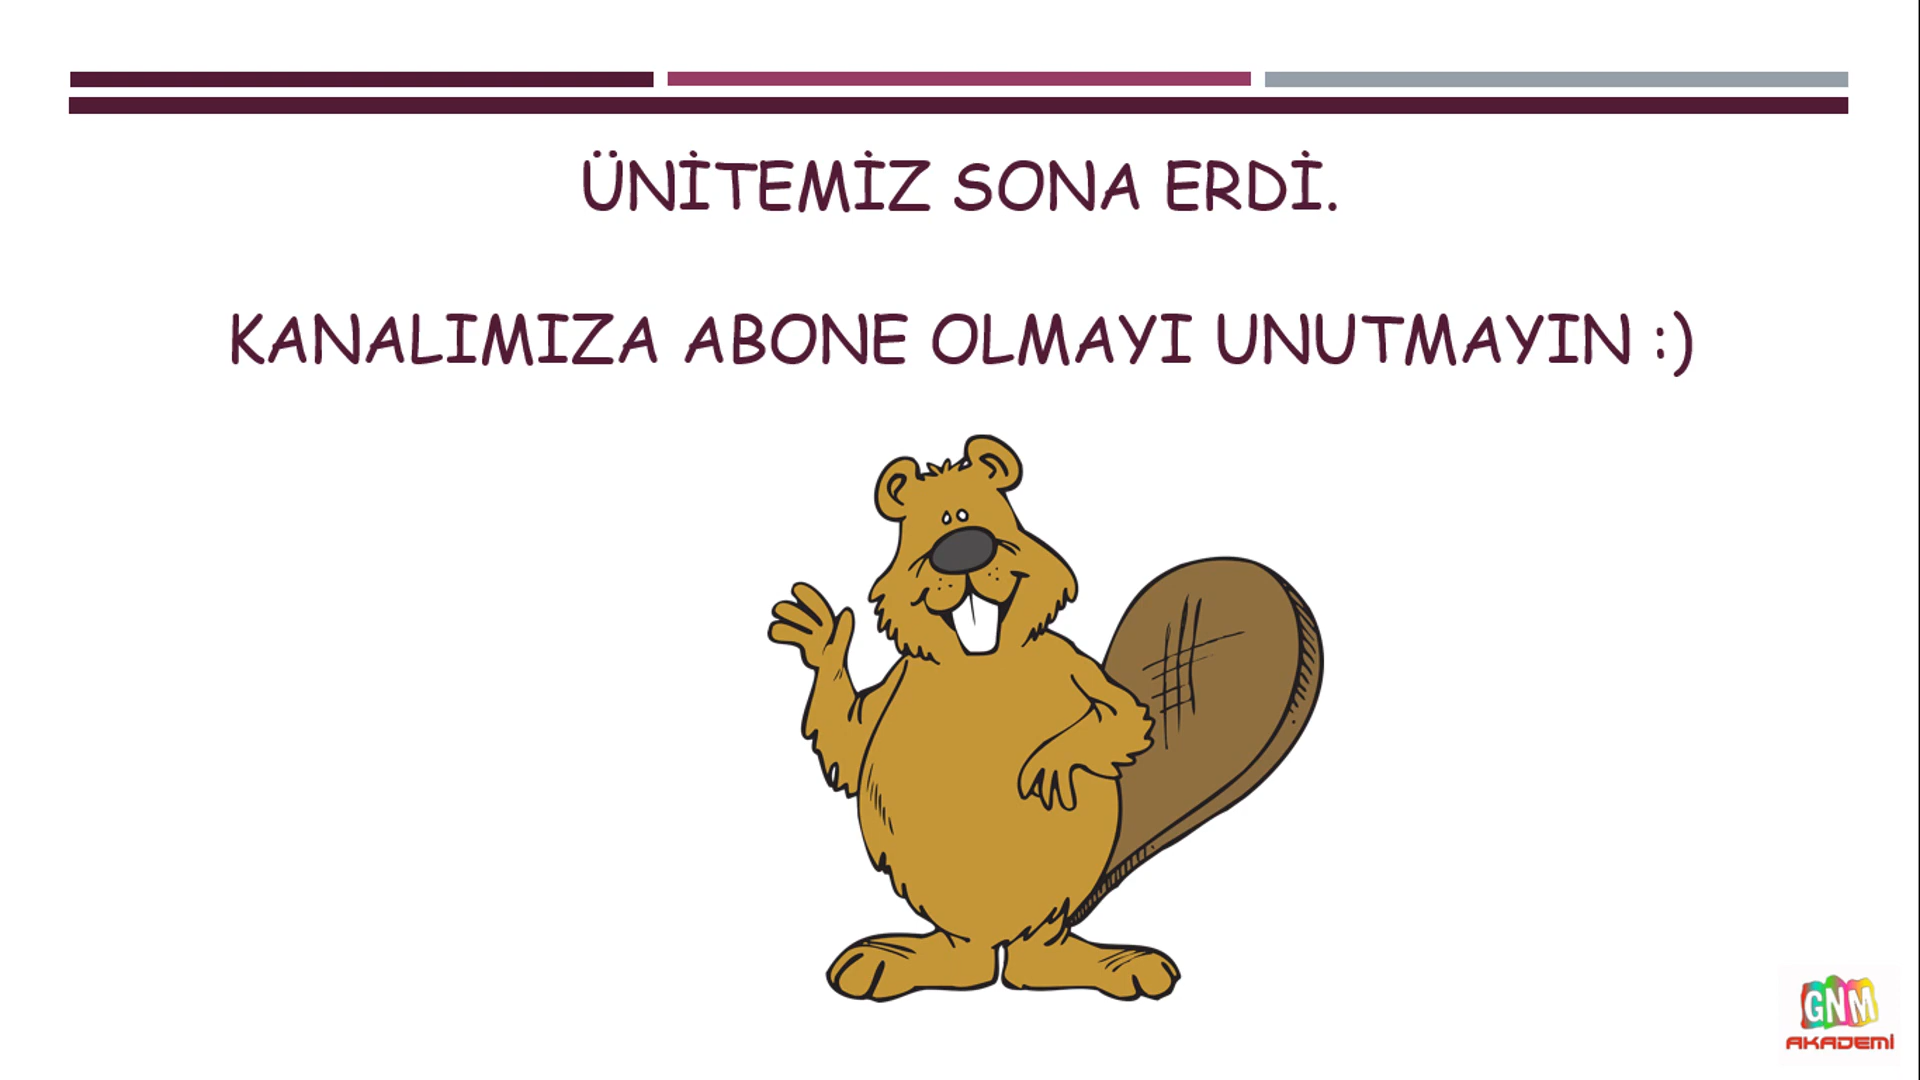 ÜNİTEMİZ SONA ERDİ.
KANALIMIZA ABONE OLMAYI UNUTMAYIN :)
GNM
AKADEMİ